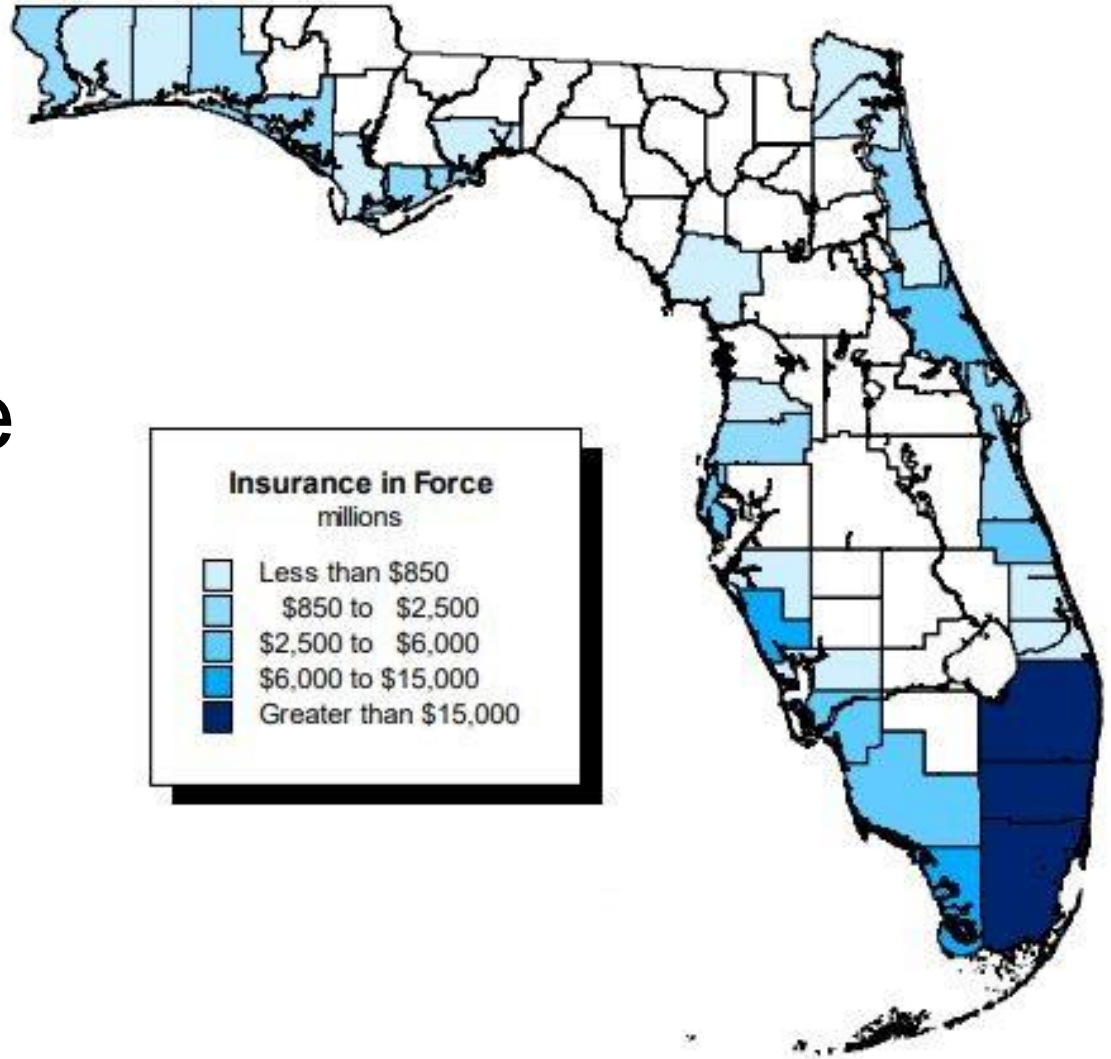 e
Insurance in Force
millions
Less than $850
$850 to $2,500
$2,500 to $6,000
$6,000 to $15,000
Greater than $15,000